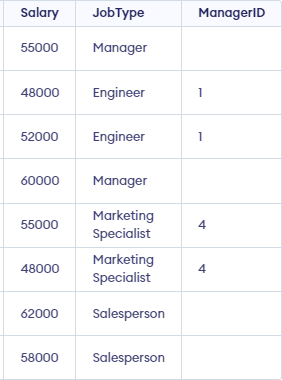 Salary JobType ManagerID
55000 Manager
48000 Engineer 1
52000 Engineer 1
60000 Manager
55000 Marketing Specialist 4
48000 Marketing Specialist 4
62000 Salesperson
58000 Salesperson